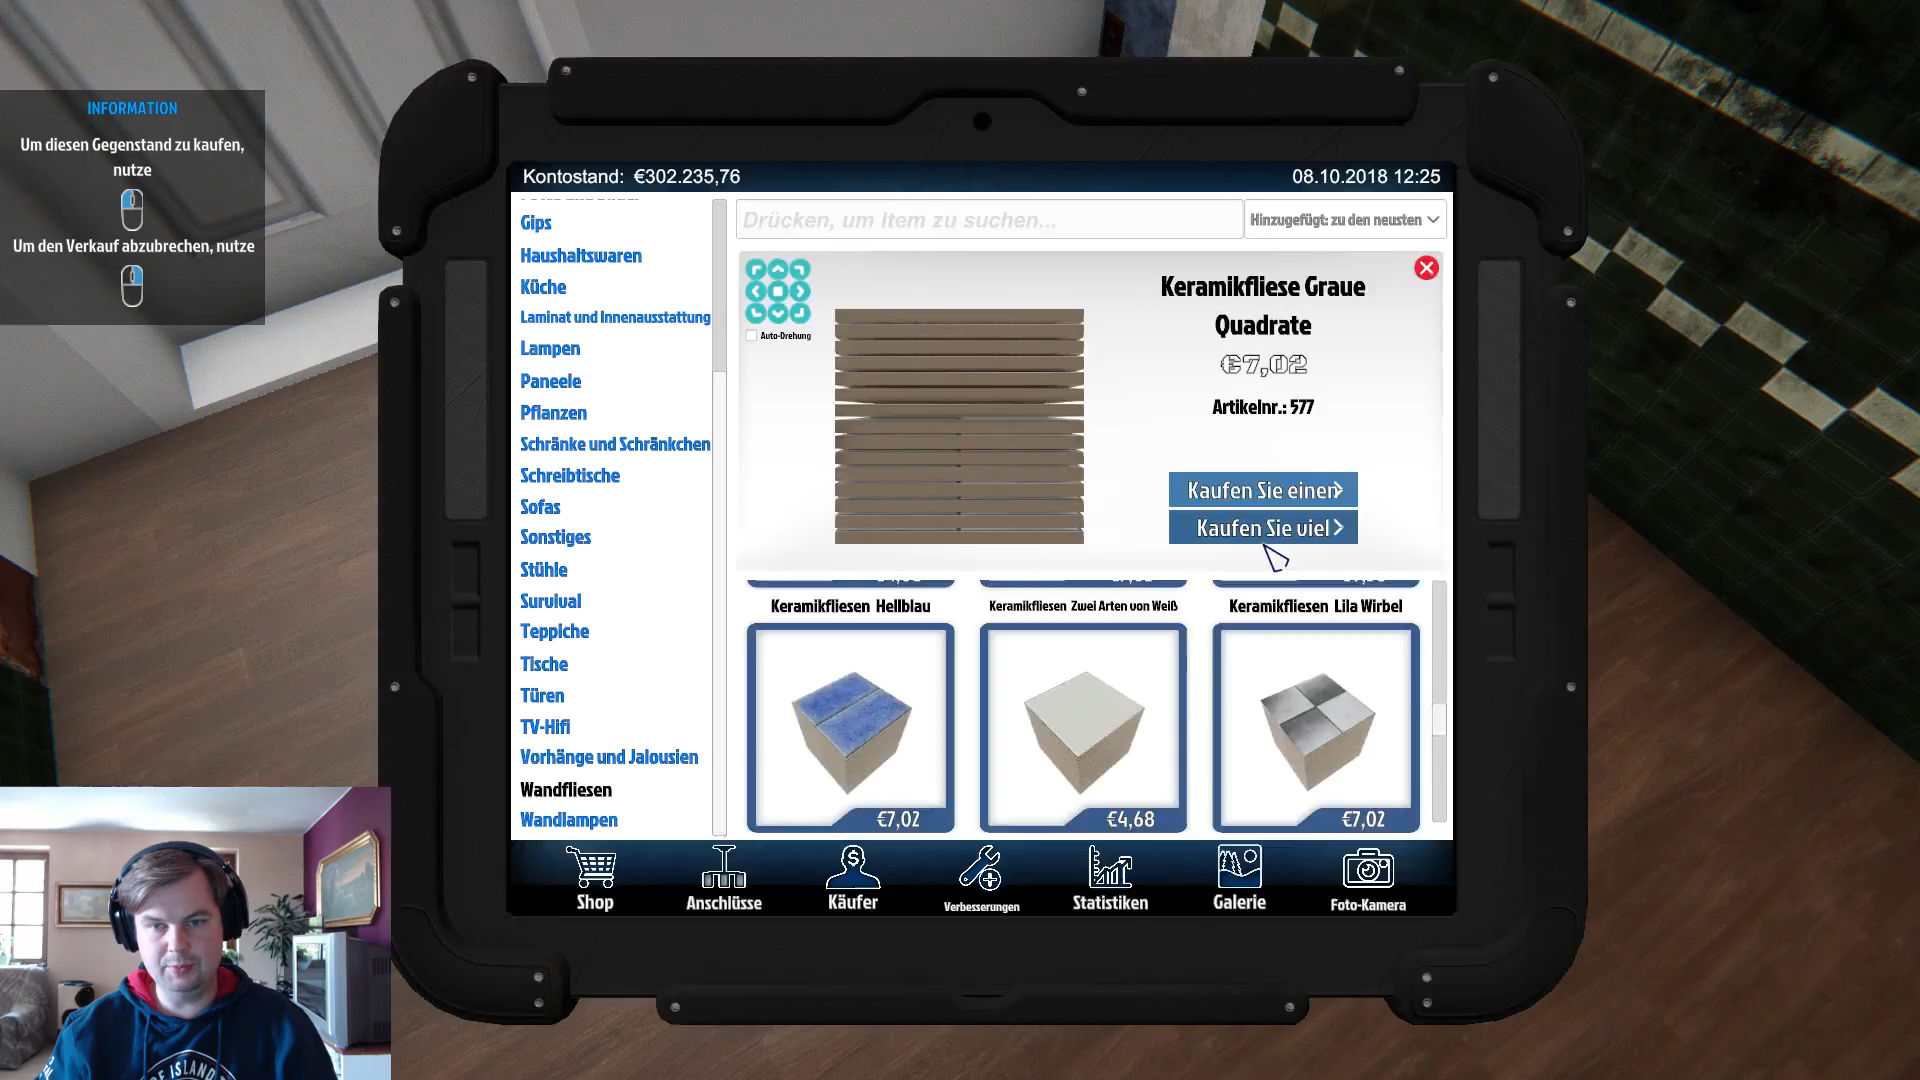 INFORMATION
Um diesen Gegenstand zu kaufen,
nutze
Um den Verkauf abzubrechen, nutze
Kontostand: €302.235,76
08.10.2018 12:25
Gips
Haushaltswaren
Küche
Laminat und Innenausstattung
Lampen
Paneele
Pflanzen
Schränke und Schränkchen
Schreibtische
Sofas
Sonstiges
Stühle
Survival
Teppiche
Tische
Türen
TV-Hifi
Vorhänge und Jalousien
Wandfliesen
Wandlampen
Drücken, um Item zu suchen...
Hinzugefügt: zu den neusten
Auto-Drehung
Keramikfliese Graue
Quadrate
€7,02
Artikelnr.: 577
Kaufen Sie einen
Kaufen Sie viel
Keramikfliesen Hellblau
Keramikfliesen Zwei Arten von Weiß
Keramikfliesen Lila Wirbel
€7,02
€4,68
€7,02
Shop
Anschlüsse
Käufer
Verbesserungen
Statistiken
Galerie
Foto-Kamera